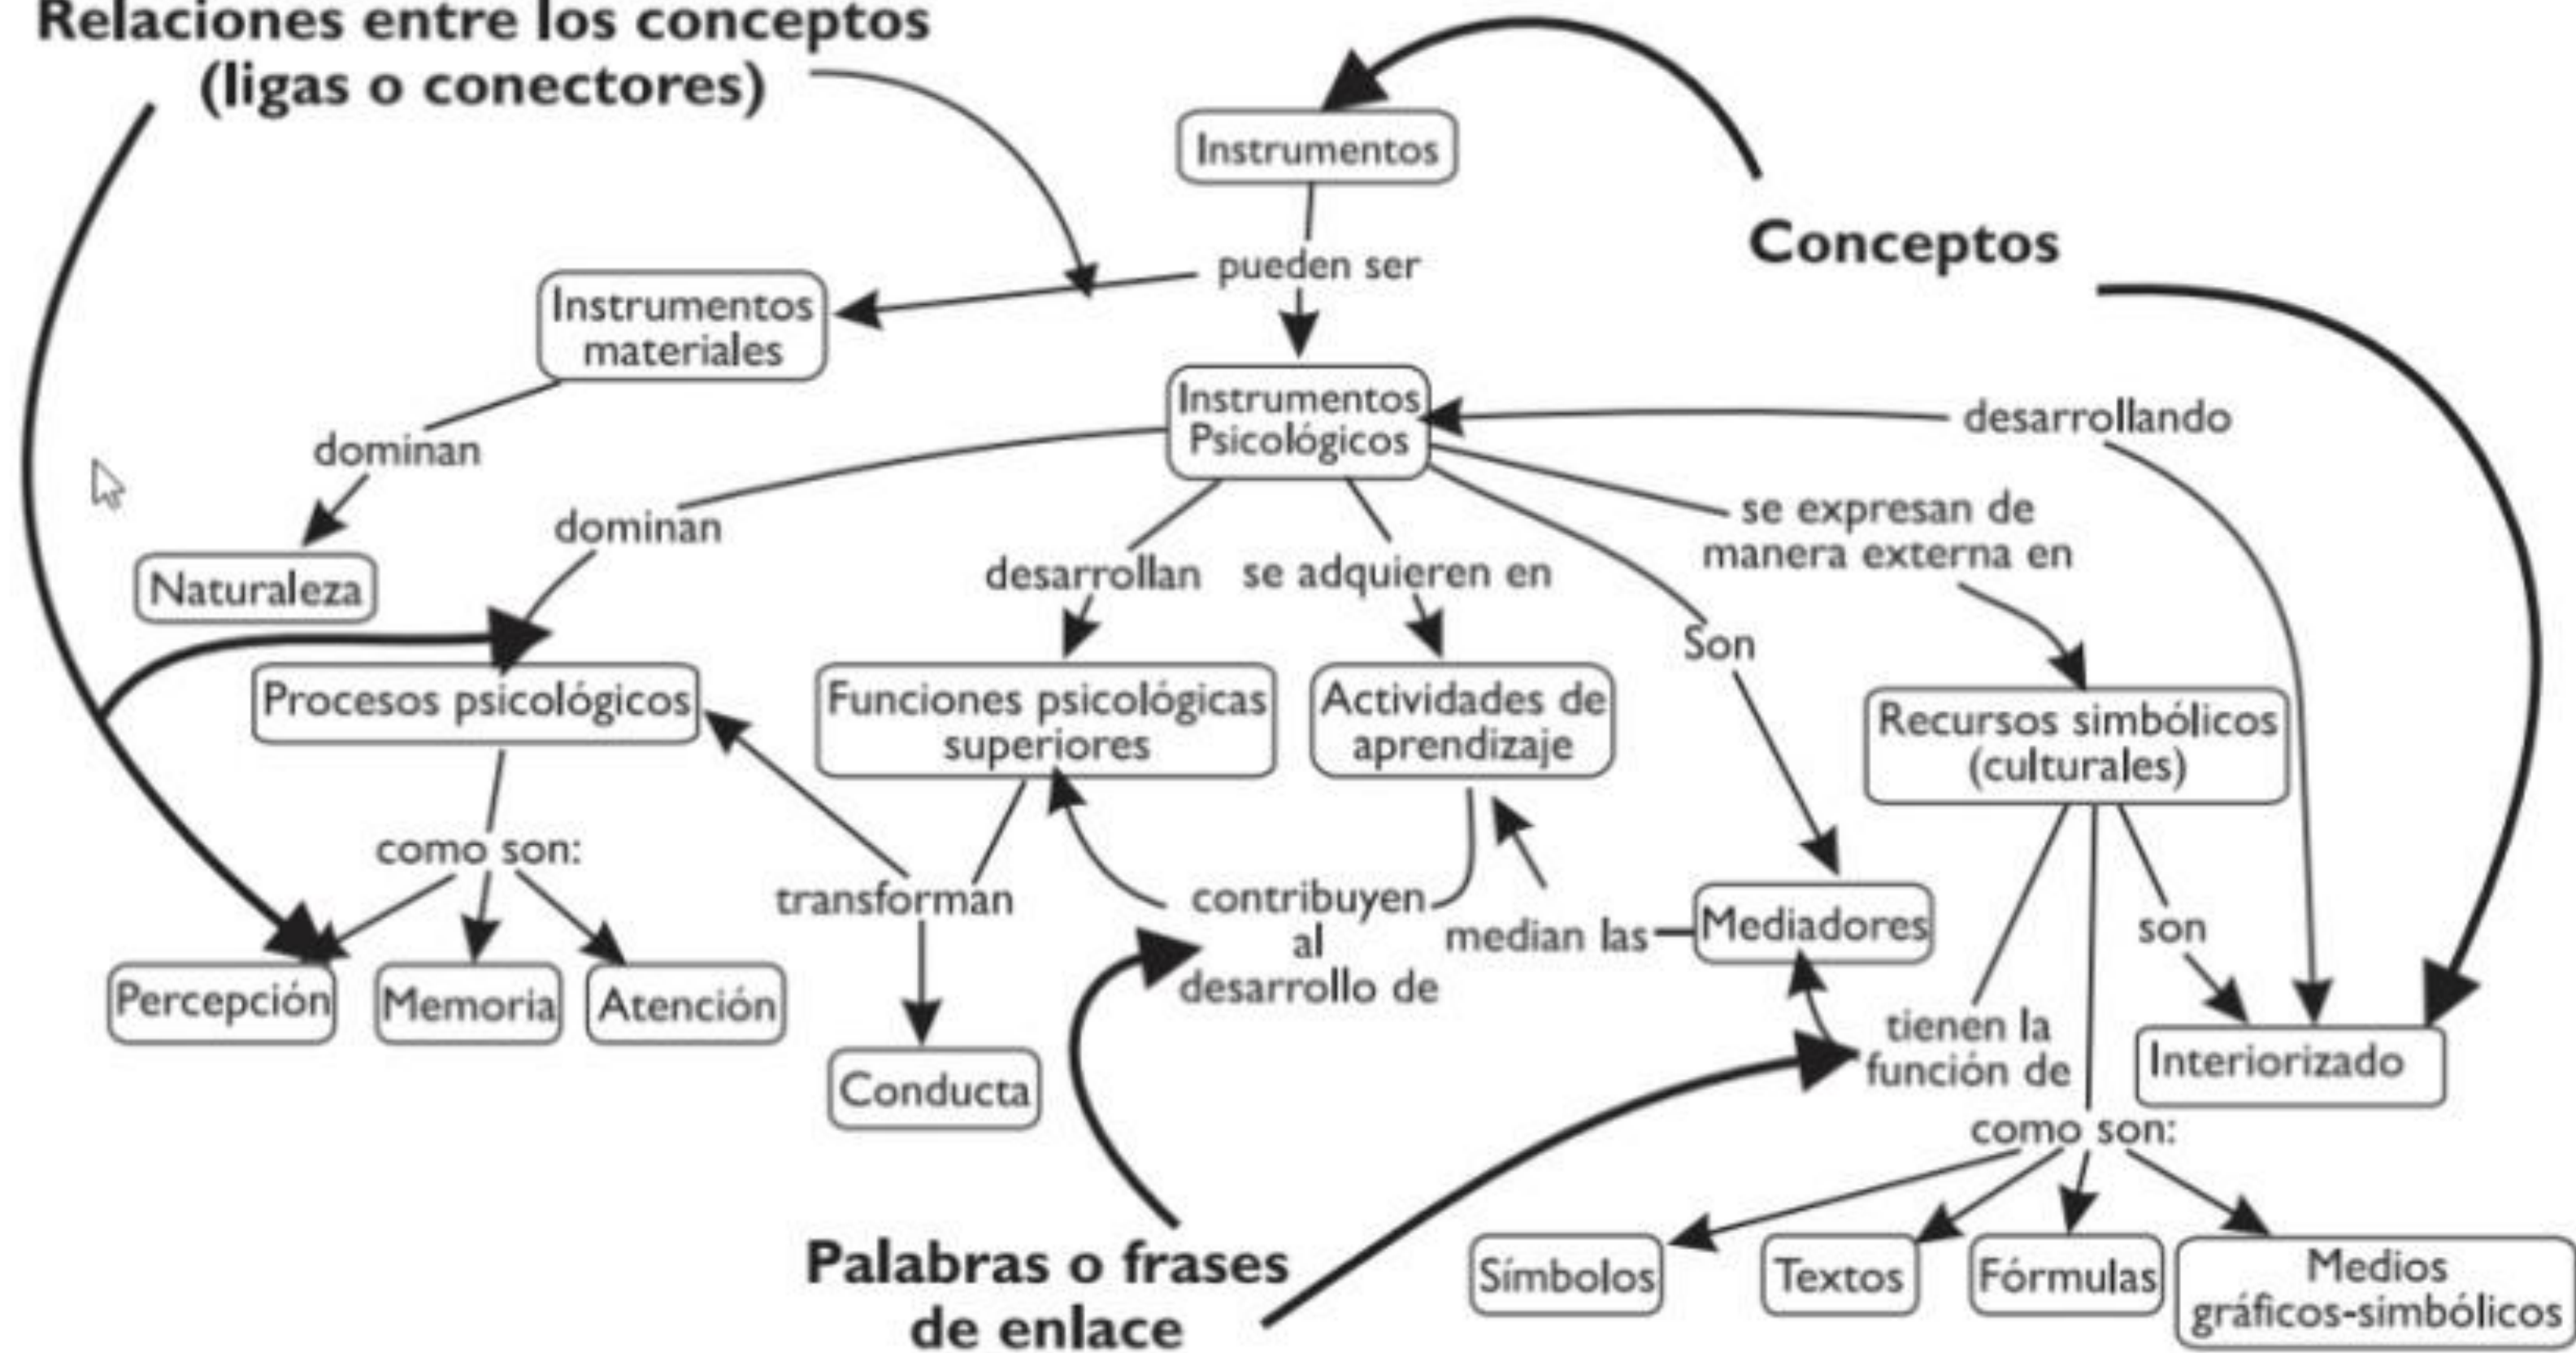 Relaciones entre los conceptos
(ligas o conectores)
Instrumentos
Conceptos
pueden ser
Instrumentos
materiales
Instrumentos
Psicológicos
desarrollando
dominan
dominan
se expresan de
manera externa en
desarrollan
se adquieren en
Naturaleza
Son
Procesos psicológicos
Funciones psicológicas
superiores
Actividades de
aprendizaje
Recursos simbólicos
(culturales)
como son:
transforman
contribuyen
al
desarrollo de
median las
Mediadores
son
Percepción
Memoria
Atención
tienen la
función de
Interiorizado
Conducta
como son:
Palabras o frases
de enlace
Símbolos
Textos
Fórmulas
Medios
gráficos-simbólicos